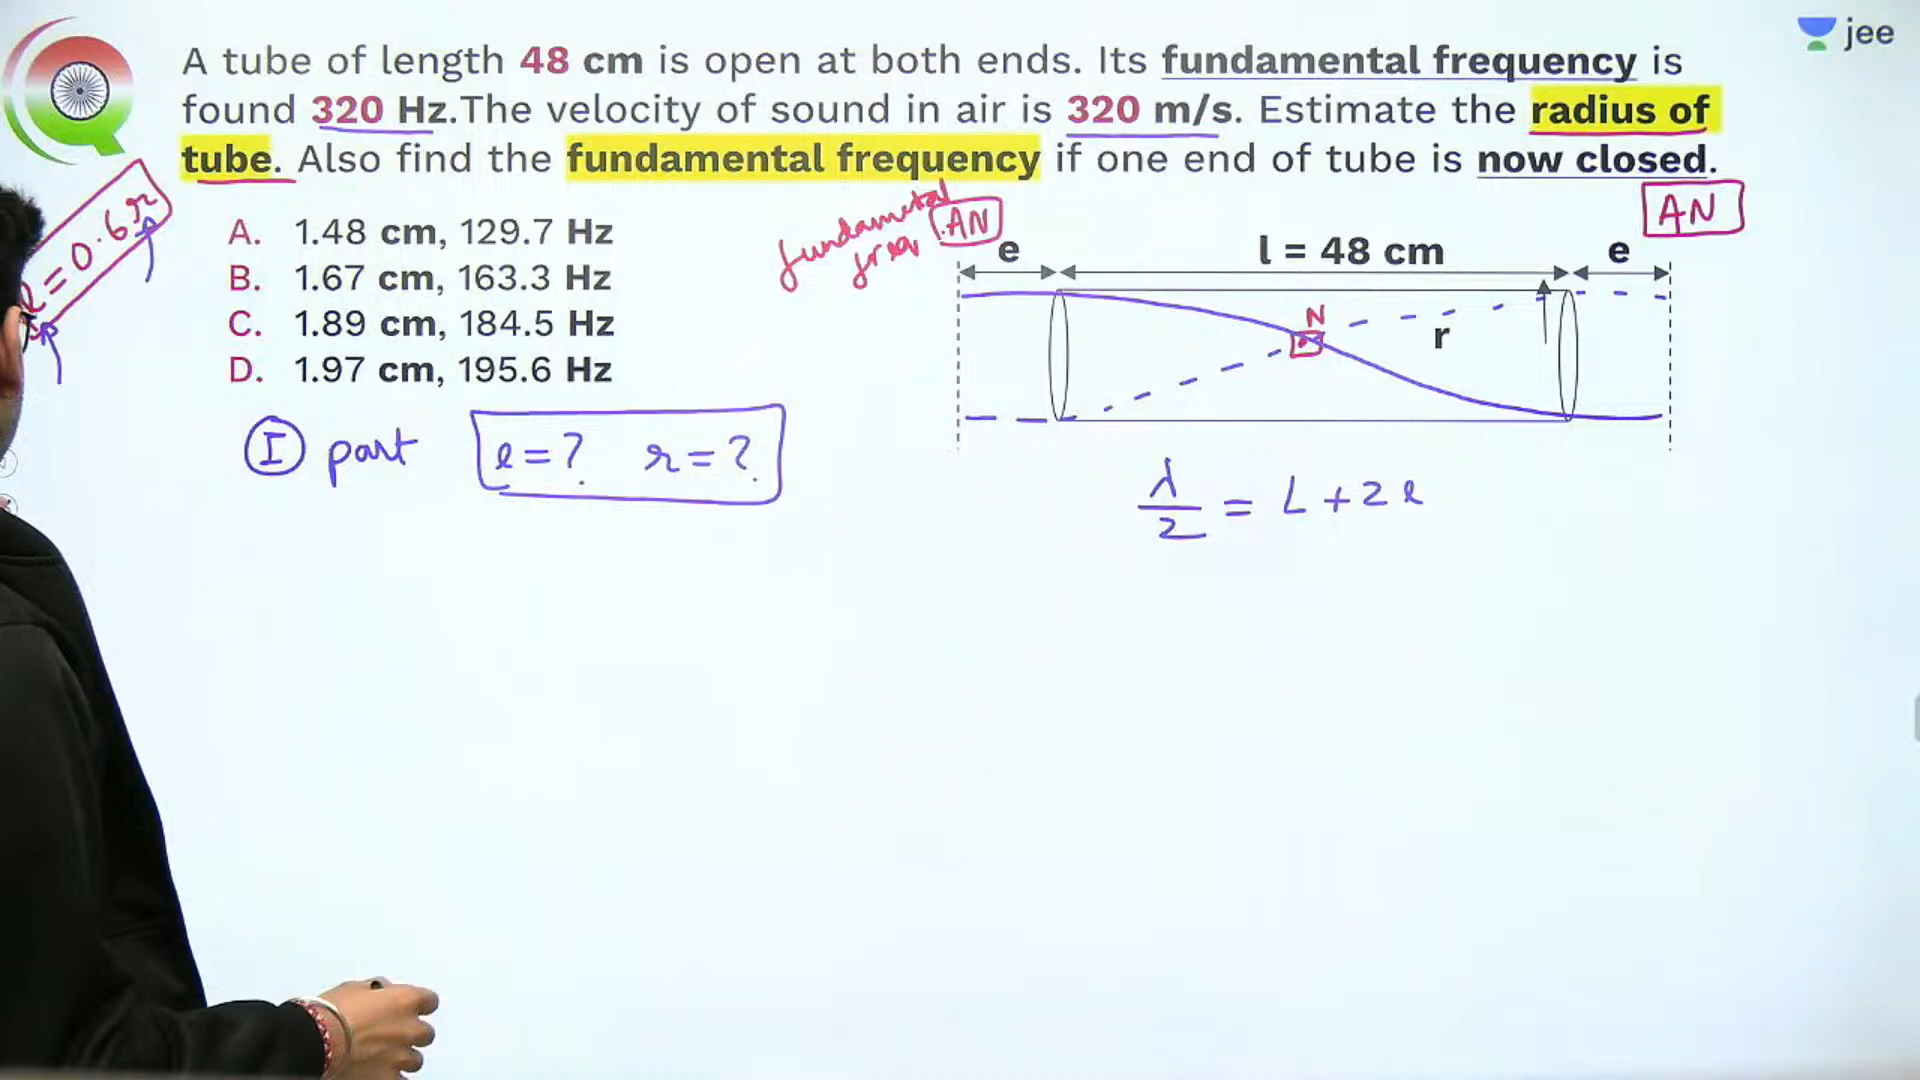 A tube of length 48 cm is open at both ends. Its fundamental frequency is
found 320 Hz.The velocity of sound in air is 320 m/s. Estimate the radius of
tube. Also find the fundamental frequency if one end of tube is now closed.
jee
e = 0.6r
A. 1.48 cm, 129.7 Hz
B. 1.67 cm, 163.3 Hz
C. 1.89 cm, 184.5 Hz
D. 1.97 cm, 195.6 Hz
fundamental
freq
AN
AN
e
l = 48 cm
e
N
r
I part
e = ? r = ?
λ/2 = L + 2e